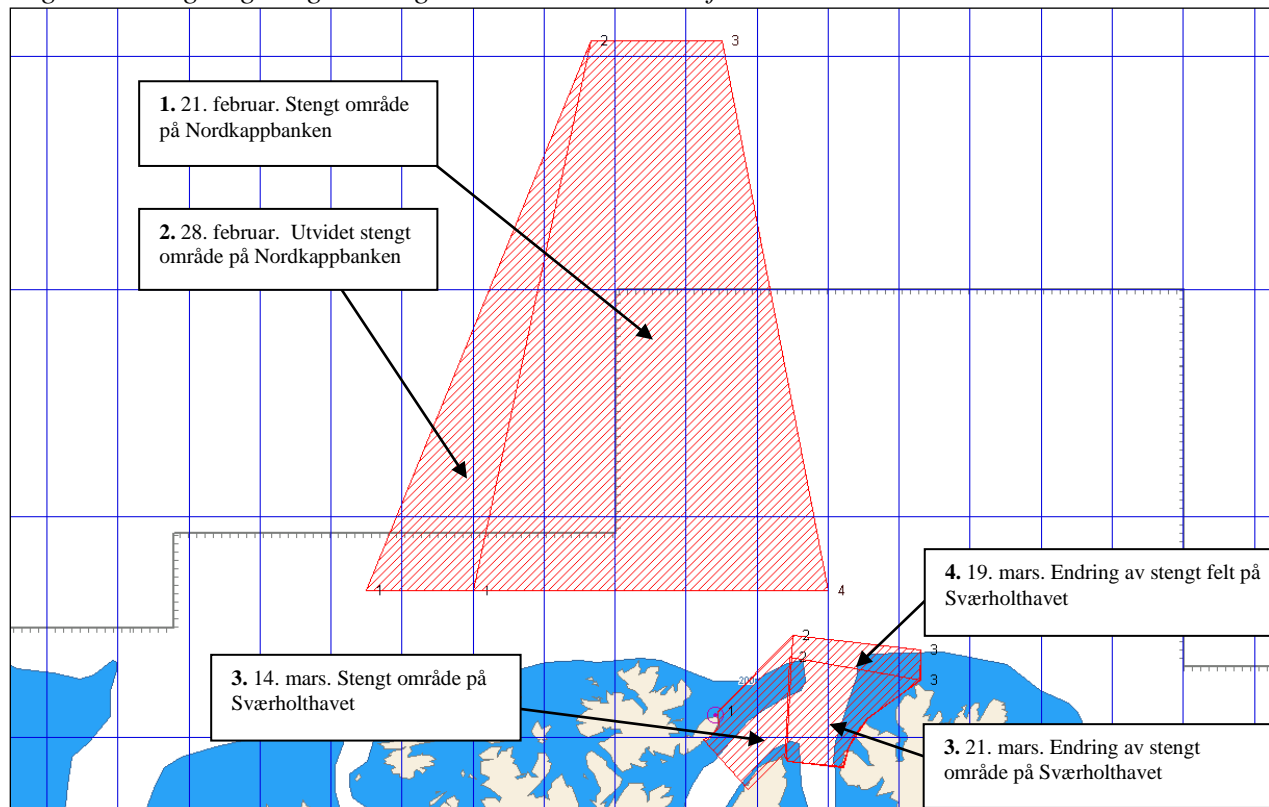 1. 21. februar. Stengt område
på Nordkappbanken
2. 28. februar. Utvidet stengt
område på Nordkappbanken
2
3
1
1
4
4. 19. mars. Endring av stengt felt på
Sværholthavet
3. 14. mars. Stengt område på
Sværholthavet
2
2
3
3
200
1
3. 21. mars. Endring av stengt
område på Sværholthavet